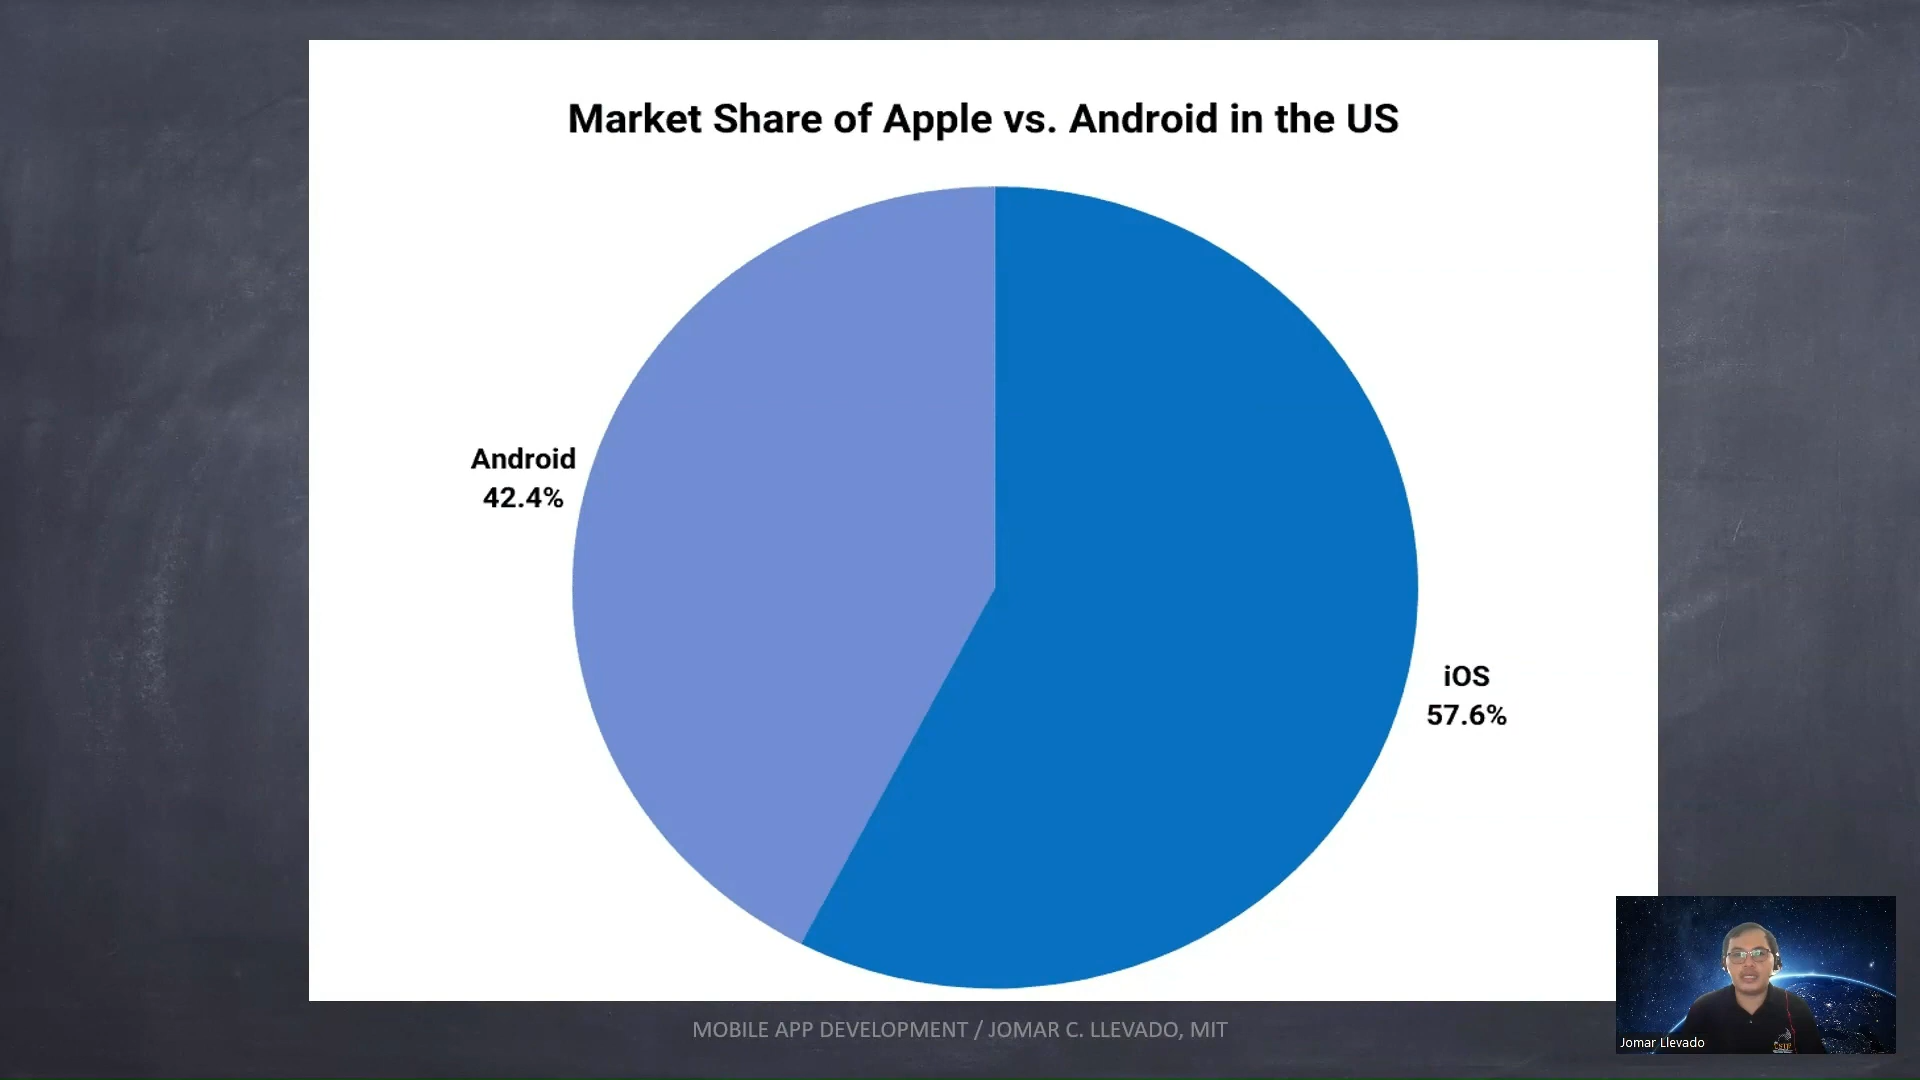 Market Share of Apple vs. Android in the US
Android
42.4%
iOS
57.6%
MOBILE APP DEVELOPMENT / JOMAR C. LLEVADO, MIT
Jomar Llevado